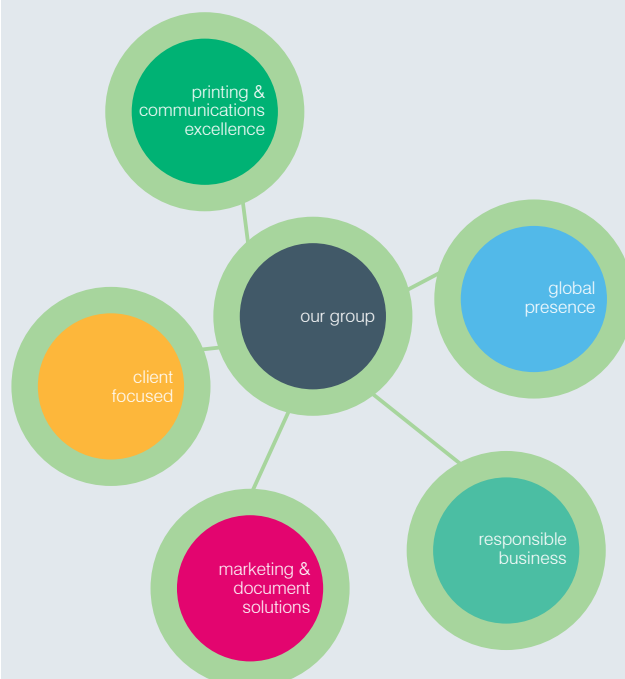 printing &
communications
excellence
global
presence
our group
client
focused
responsible
business
marketing &
document
solutions